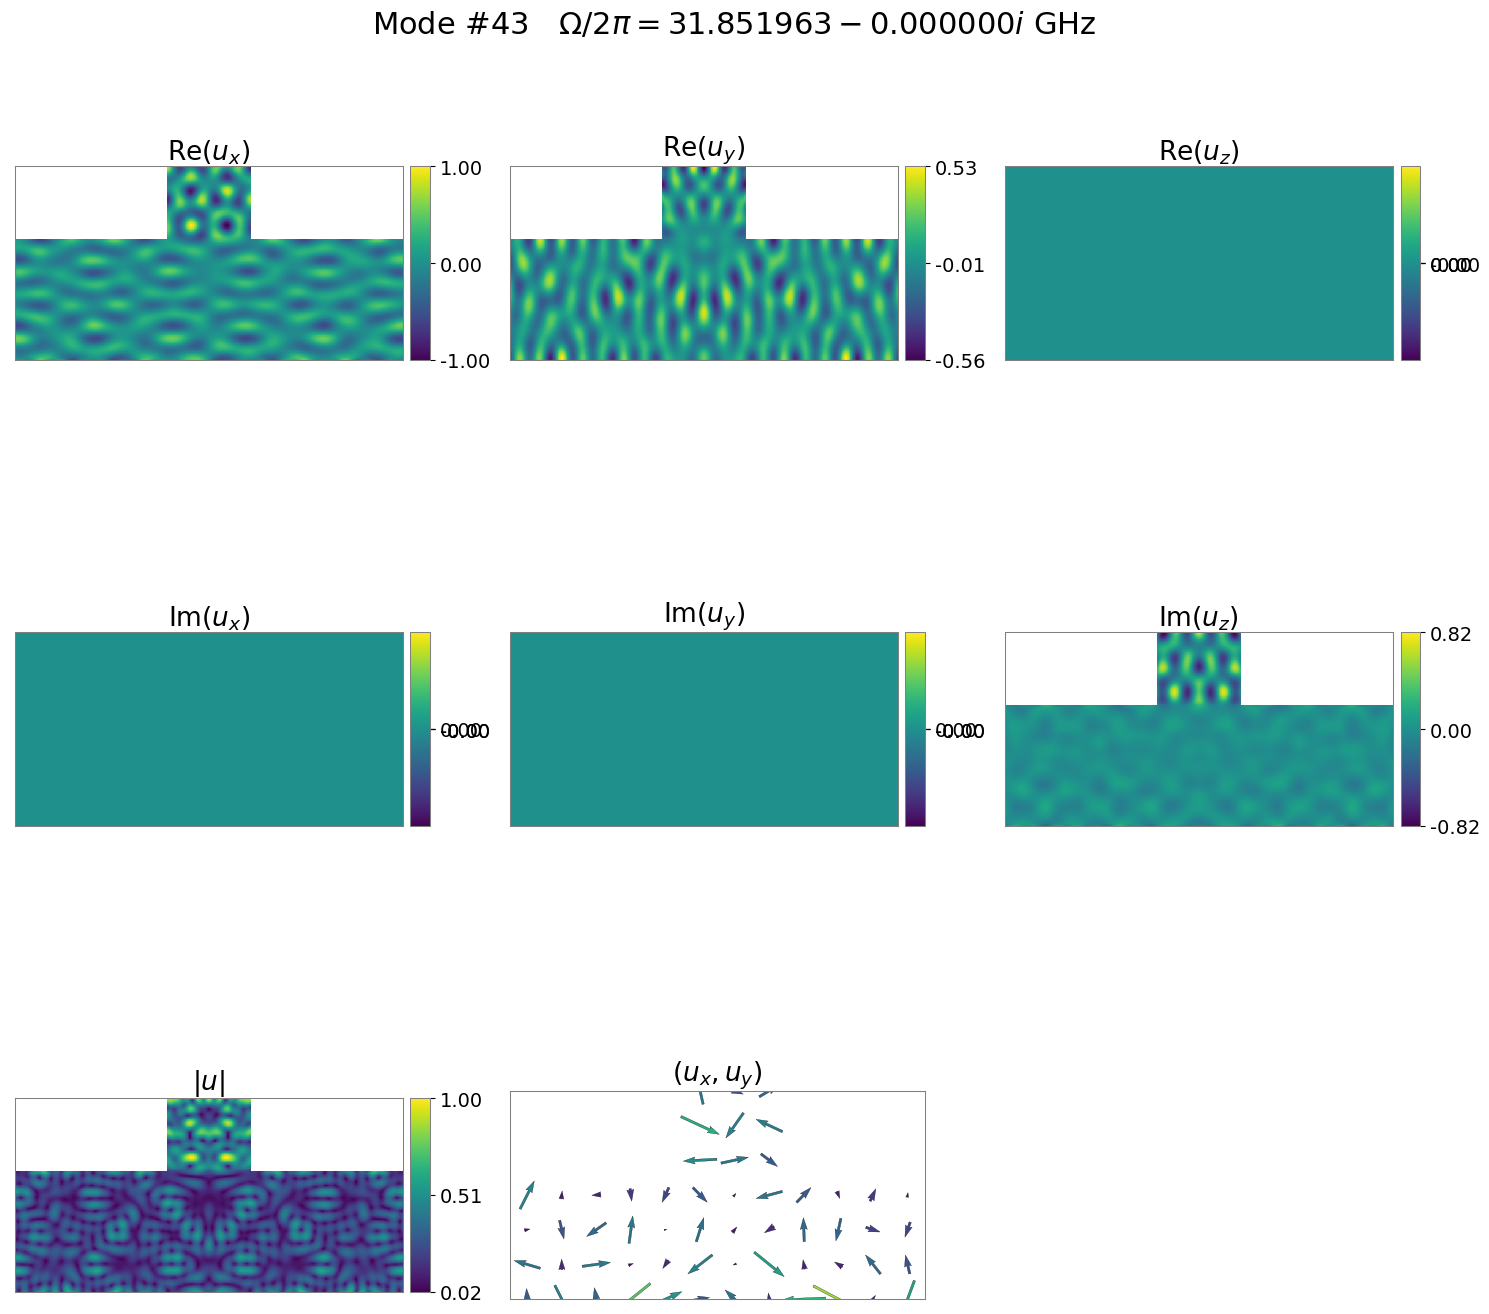 Mode #43 Ω/2π = 31.851963 − 0.000000i GHz
Re(u_x)
1.00
0.00
-1.00
Re(u_y)
0.53
-0.01
-0.56
Re(u_z)
Im(u_x)
Im(u_y)
Im(u_z)
0.82
0.00
-0.82
|u|
1.00
0.51
0.02
(u_x, u_y)